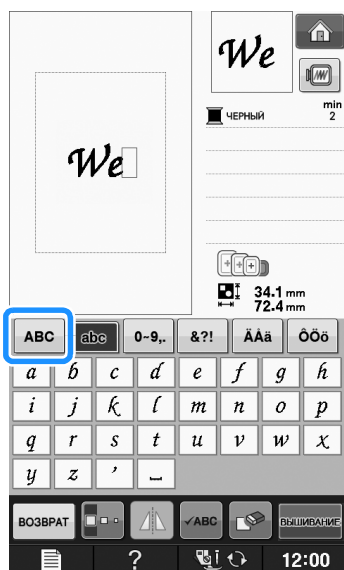 We
We
min
ЧЕРНЫЙ 2
34.1 mm
72.4 mm
ABC abc 0~9,. &?! ÄÅä ÔÖö
a b c d e f g h
i j k l m n o p
q r s t u v w x
y z ’ ⎵
ВОЗВРАТ ✓ABC ВЫШИВАНИЕ
? 12:00